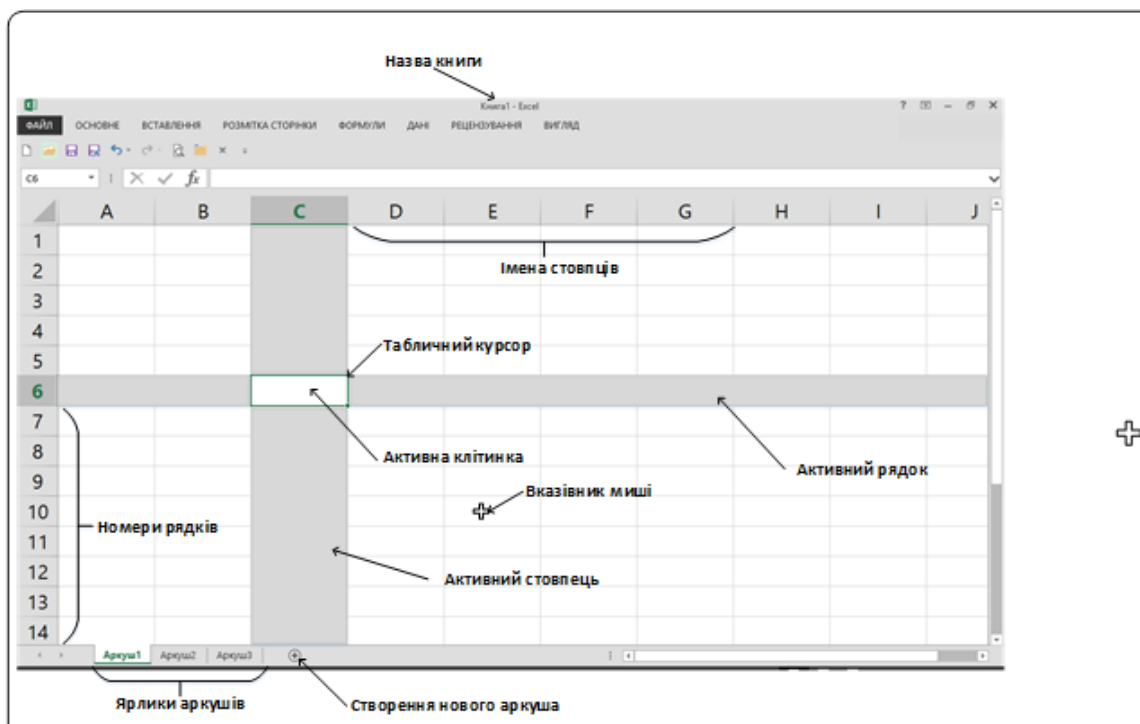 Назва книги
Книга1 - Excel
ФАЙЛ ОСНОВНЕ ВСТАВЛЕННЯ РОЗМІТКА СТОРІНКИ ФОРМУЛИ ДАНІ РЕЦЕНЗУВАННЯ ВИГЛЯД
C6 fx
A B C D E F G H I J
1
Імена стовпців
2
3
4
Табличний курсор
5
6
7
8
Активна клітинка
Активний рядок
9
Вказівник миші
10
Номери рядків
11
12
Активний стовпець
13
14
Аркуш1 Аркуш2 Аркуш3
Ярлики аркушів
Створення нового аркуша